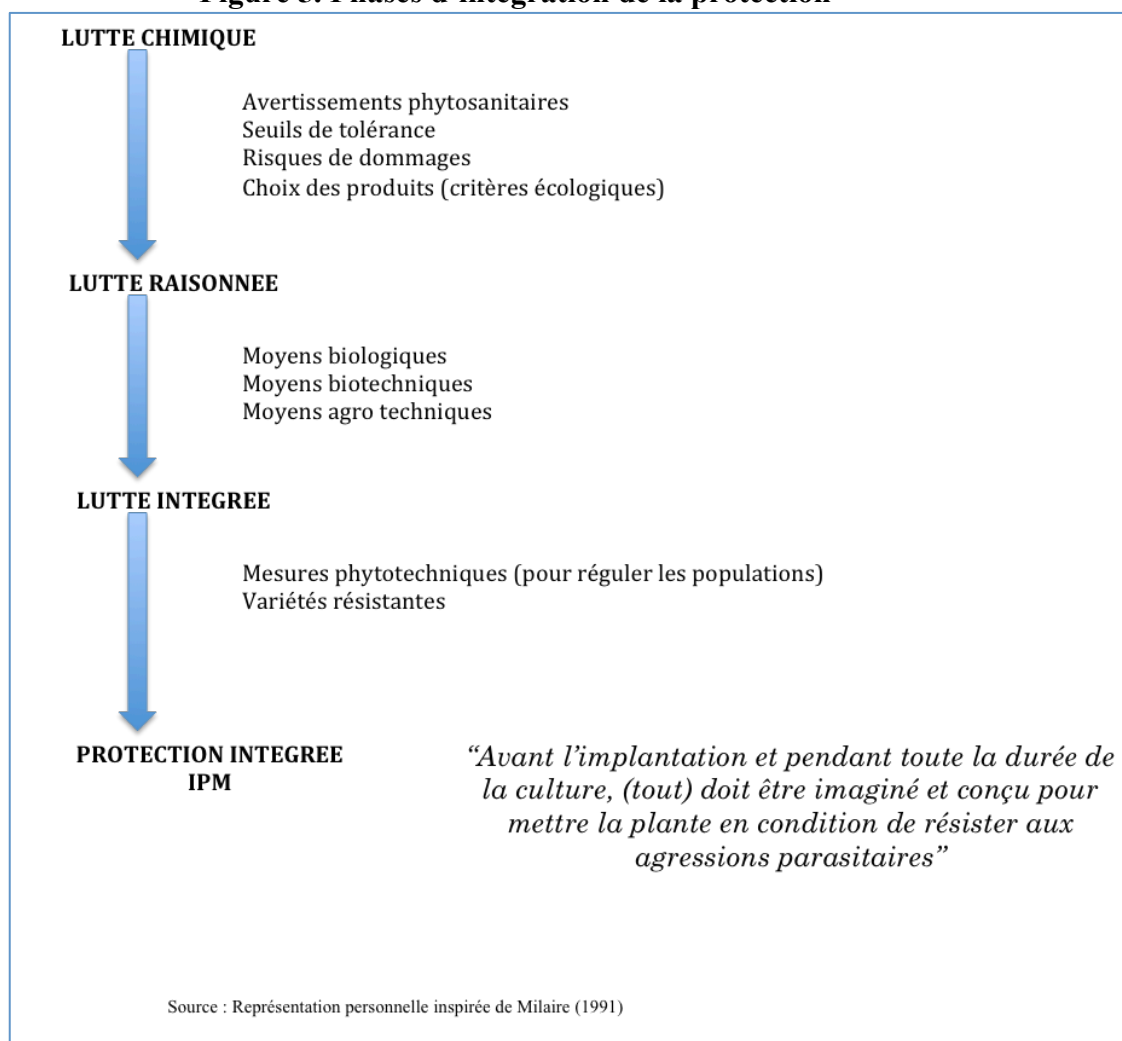 Figure 3. Phases d'intégration de la protection
LUTTE CHIMIQUE
Avertissements phytosanitaires
Seuils de tolérance
Risques de dommages
Choix des produits (critères écologiques)
LUTTE RAISONNEE
Moyens biologiques
Moyens biotechniques
Moyens agro techniques
LUTTE INTEGREE
Mesures phytotechniques (pour réguler les populations)
Variétés résistantes
PROTECTION INTEGREE
IPM
“Avant l’implantation et pendant toute la durée de
la culture, (tout) doit être imaginé et conçu pour
mettre la plante en condition de résister aux
agressions parasitaires”
Source : Représentation personnelle inspirée de Milaire (1991)